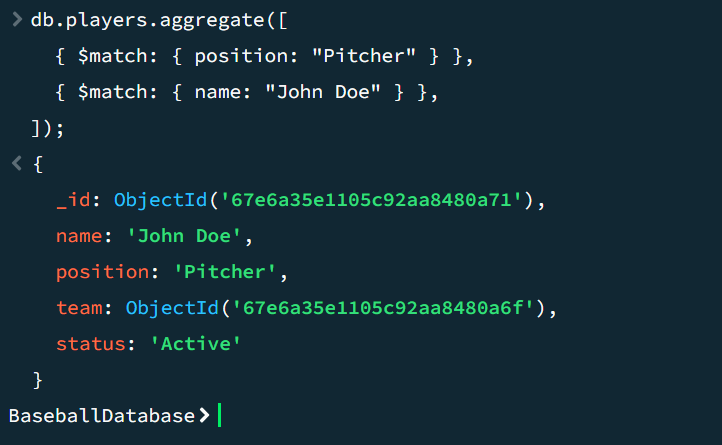 > db.players.aggregate([
    { $match: { position: "Pitcher" } },
    { $match: { name: "John Doe" } },
  ]);
< {
    _id: ObjectId('67e6a35e1105c92aa8480a71'),
    name: 'John Doe',
    position: 'Pitcher',
    team: ObjectId('67e6a35e1105c92aa8480a6f'),
    status: 'Active'
  }
BaseballDatabase>